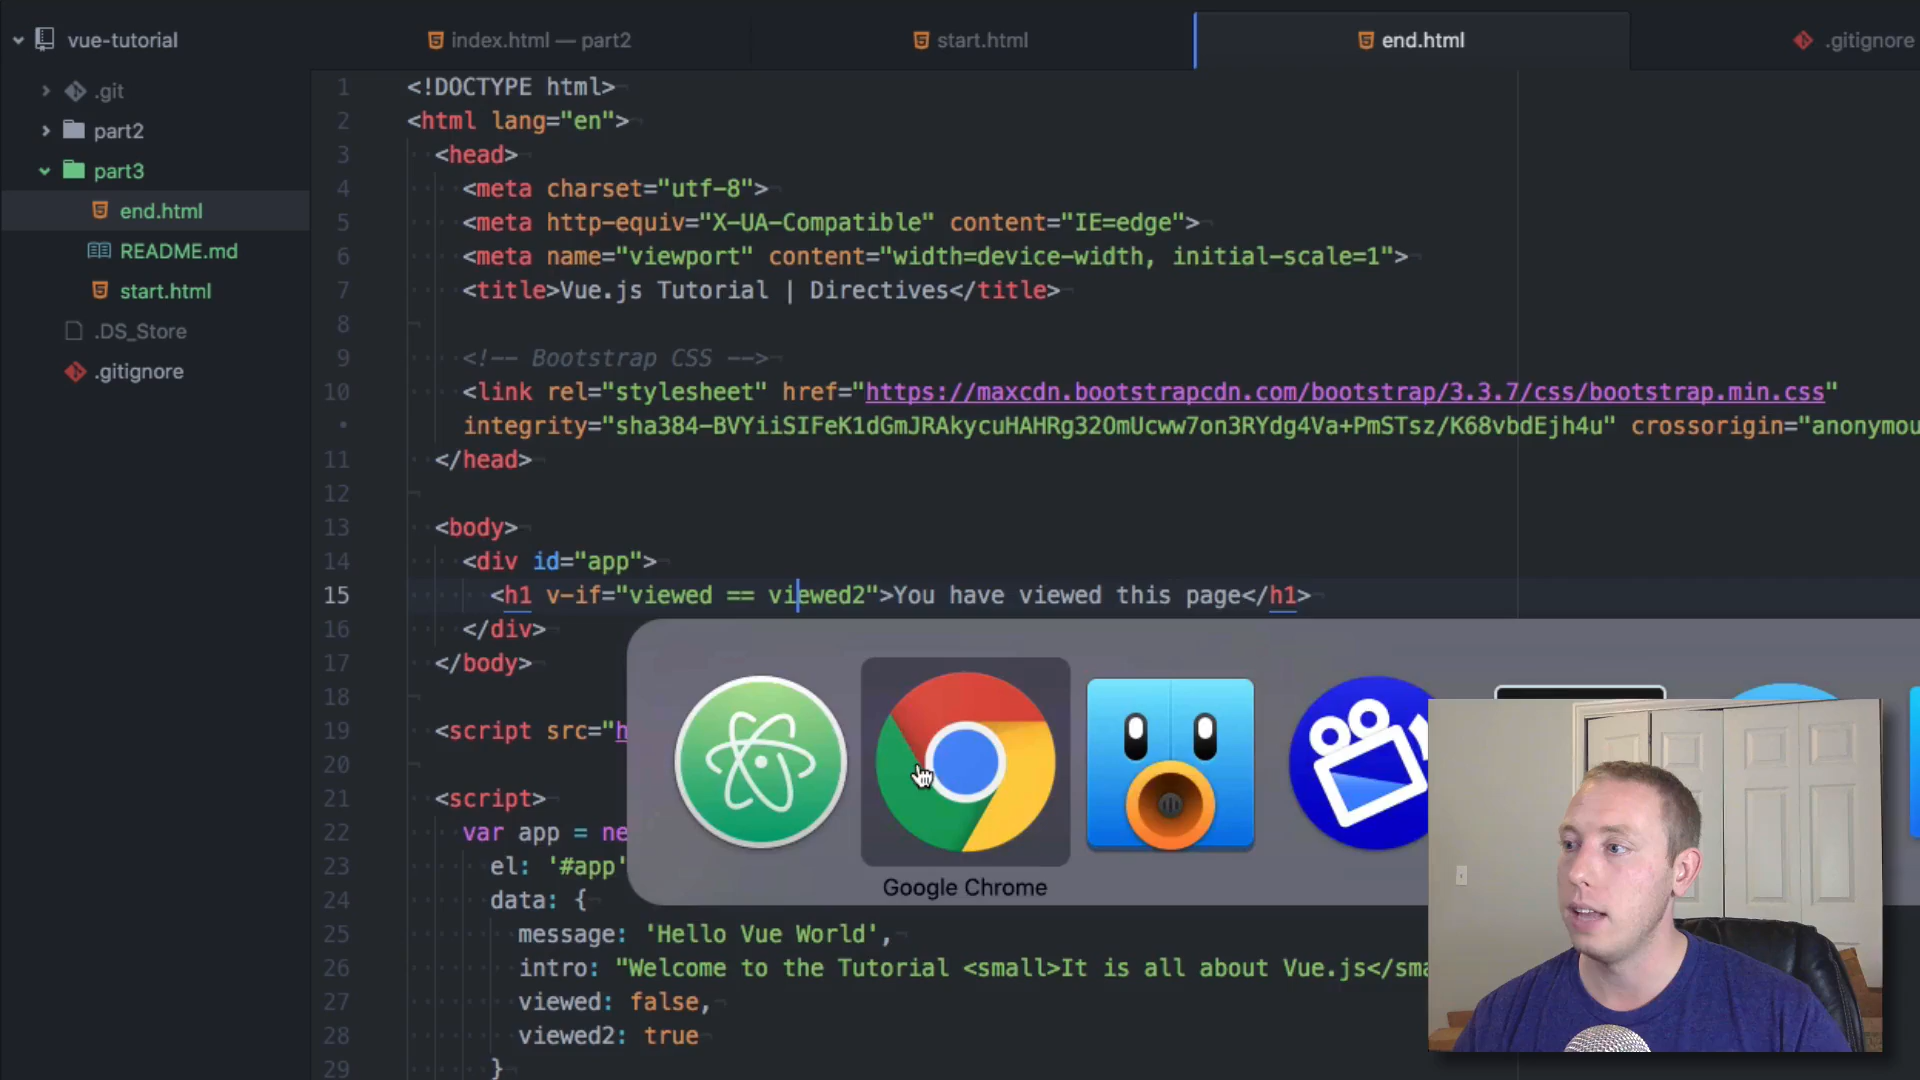 vue-tutorial
.git
part2
part3
end.html
README.md
start.html
.DS_Store
.gitignore
index.html — part2
start.html
end.html
.gitignore
1 <!DOCTYPE html>
2 <html lang="en">
3 <head>
4 <meta charset="utf-8">
5 <meta http-equiv="X-UA-Compatible" content="IE=edge">
6 <meta name="viewport" content="width=device-width, initial-scale=1">
7 <title>Vue.js Tutorial | Directives</title>
8
9 <!-- Bootstrap CSS -->
10 <link rel="stylesheet" href="https://maxcdn.bootstrapcdn.com/bootstrap/3.3.7/css/bootstrap.min.css"
• integrity="sha384-BVYiiSIFeK1dGmJRAkycuHAHRg32OmUcww7on3RYdg4Va+PmSTsz/K68vbdEjh4u" crossorigin="anonymou
11 </head>
12
13 <body>
14 <div id="app">
15 <h1 v-if="viewed == viewed2">You have viewed this page</h1>
16 </div>
17 </body>
18
19 <script src="h
20
21 <script>
22 var app = ne
23 el: '#app'
24 data: {
25 message: 'Hello Vue World',
26 intro: "Welcome to the Tutorial <small>It is all about Vue.js</sma
27 viewed: false,
28 viewed2: true
29 }
Google Chrome